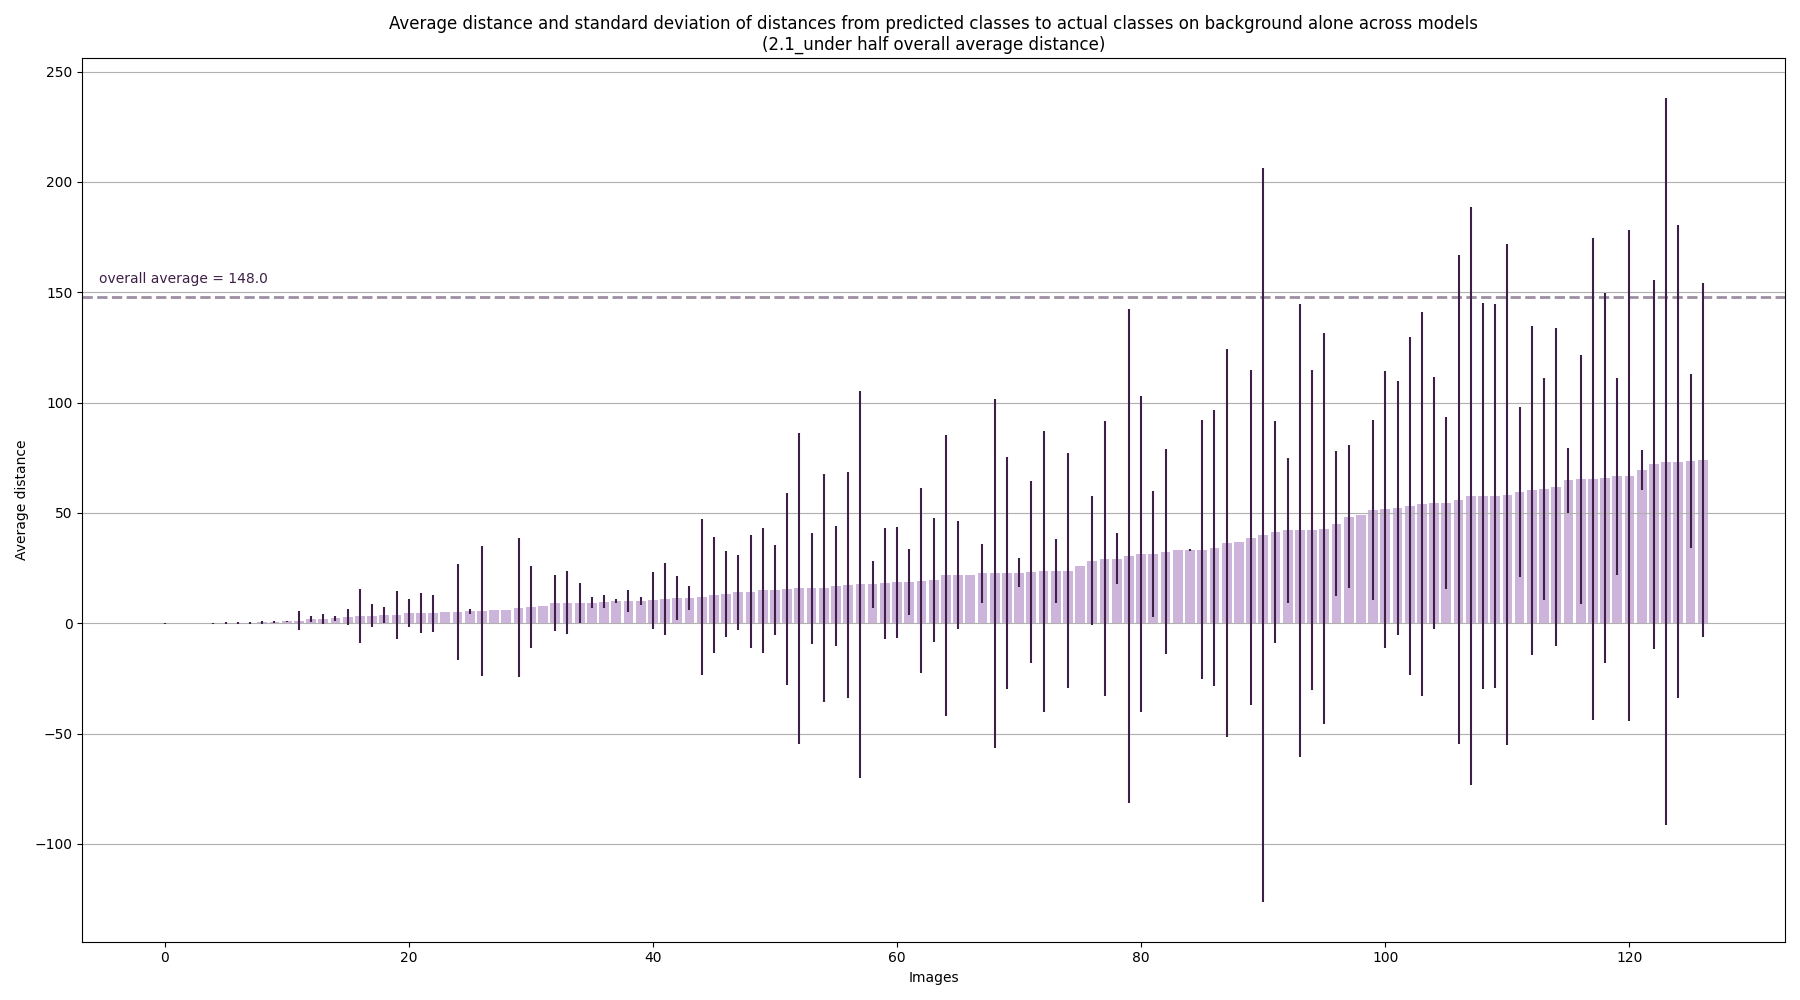 Average distance and standard deviation of distances from predicted classes to actual classes on background alone across models
(2.1_under half overall average distance)
250
200
150
100
50
0
−50
−100
overall average = 148.0
Average distance
0 20 40 60 80 100 120
Images